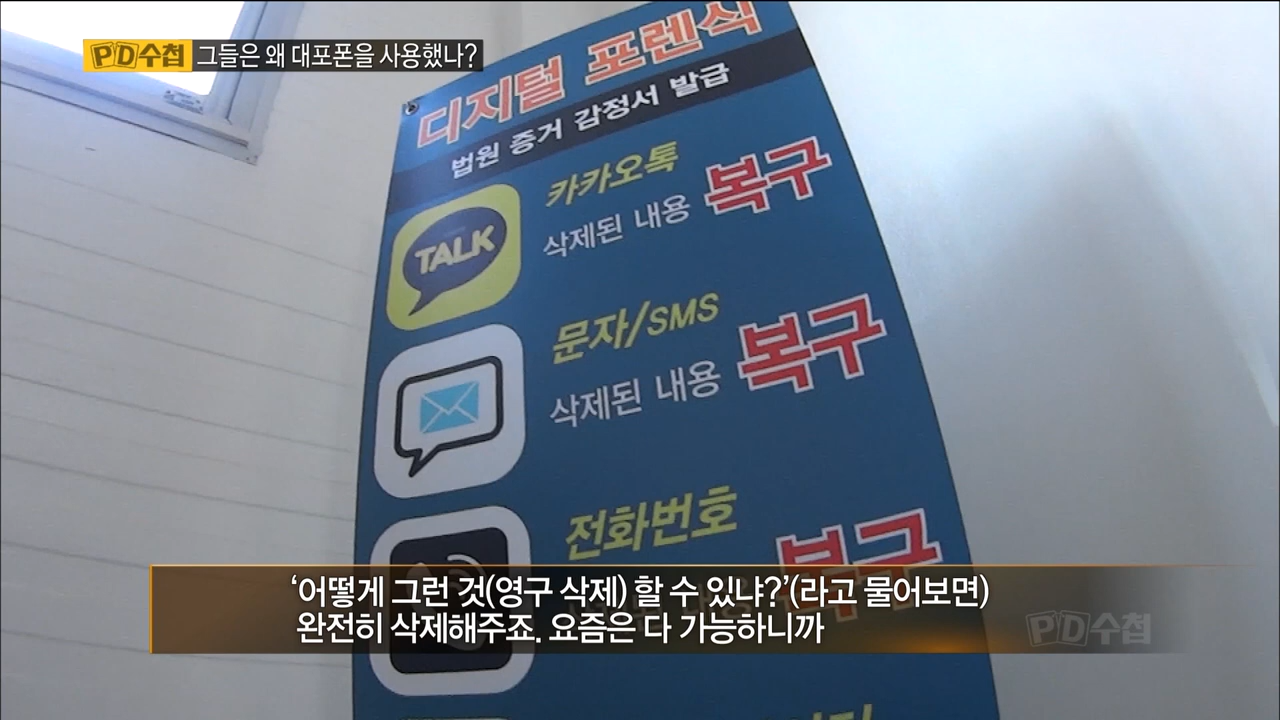 PD수첩 그들은 왜 대포폰을 사용했나?
디지털 포렌식
법원 증거 감정서 발급
카카오톡
TALK
삭제된 내용 복구
문자/SMS
삭제된 내용 복구
전화번호
복구
'어떻게 그런 것(영구 삭제) 할 수 있냐?'(라고 물어보면)
완전히 삭제해주죠. 요즘은 다 가능하니까
PD수첩